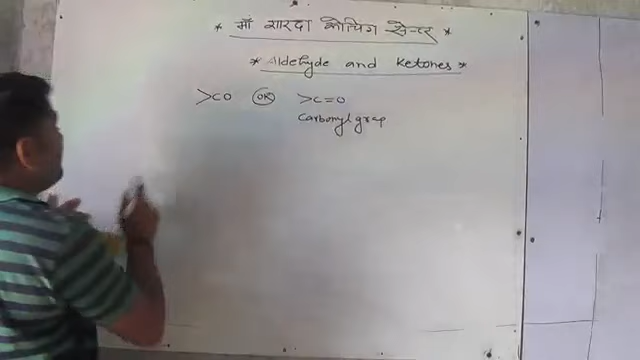 * माँ शारदा कोचिंग सेन्टर *
* Aldehyde and Ketones *
>CO OR >C=O
Carbonyl group